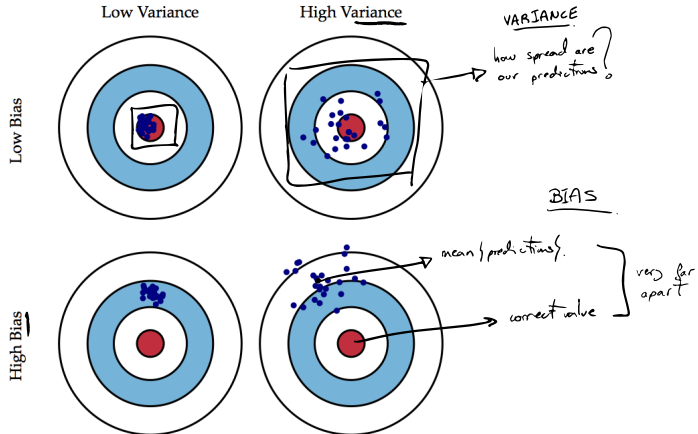 Low Variance
High Variance
VARIANCE
how spread are
our predictions?
Low Bias
BIAS
mean{predictions}.
very far
apart
correct value
High Bias